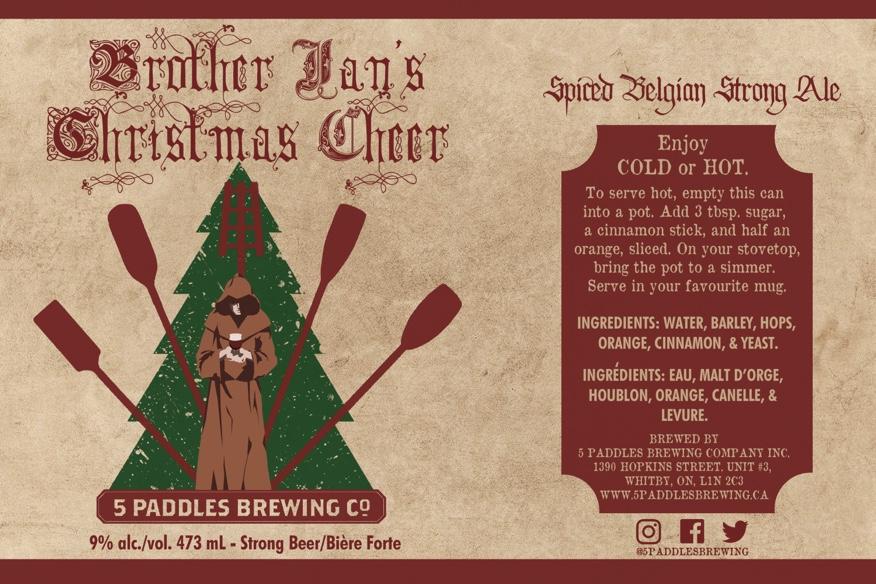 Brother Ian's
Christmas Cheer
5 PADDLES BREWING Cº
9% alc./vol. 473 mL - Strong Beer/Bière Forte
Spiced Belgian Strong Ale
Enjoy
COLD or HOT.
To serve hot, empty this can
into a pot. Add 3 tbsp. sugar,
a cinnamon stick, and half an
orange, sliced. On your stovetop,
bring the pot to a simmer.
Serve in your favourite mug.
INGREDIENTS: WATER, BARLEY, HOPS,
ORANGE, CINNAMON, & YEAST.
INGRÉDIENTS: EAU, MALT D'ORGE,
HOUBLON, ORANGE, CANELLE, &
LEVURE.
BREWED BY
5 PADDLES BREWING COMPANY INC.
1390 HOPKINS STREET. UNIT #3,
WHITBY, ON, L1N 2C3
WWW.5PADDLESBREWING.CA
@5PADDLESBREWING